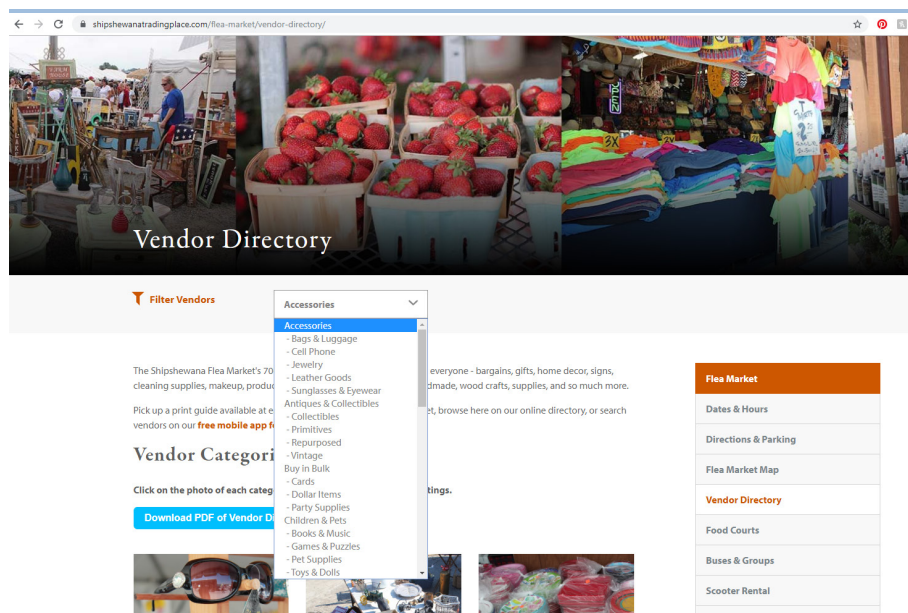 shipshewanatradingplace.com/flea-market/vendor-directory/
OPEN
Vendor Directory
Filter Vendors
Accessories
Accessories
- Bags & Luggage
- Cell Phone
- Jewelry
- Leather Goods
- Sunglasses & Eyewear
Antiques & Collectibles
- Collectibles
- Primitives
- Repurposed
- Vintage
Buy in Bulk
- Cards
- Dollar Items
- Party Supplies
Children & Pets
- Books & Music
- Games & Puzzles
- Pet Supplies
- Toys & Dolls
The Shipshewana Flea Market's 70 everyone - bargains, gifts, home decor, signs,
cleaning supplies, makeup, produc dmade, wood crafts, supplies, and so much more.
Pick up a print guide available at e et, browse here on our online directory, or search
vendors on our free mobile app f
Vendor Categori
Click on the photo of each categ tings.
Download PDF of Vendor Di
Flea Market
Dates & Hours
Directions & Parking
Flea Market Map
Vendor Directory
Food Courts
Buses & Groups
Scooter Rental